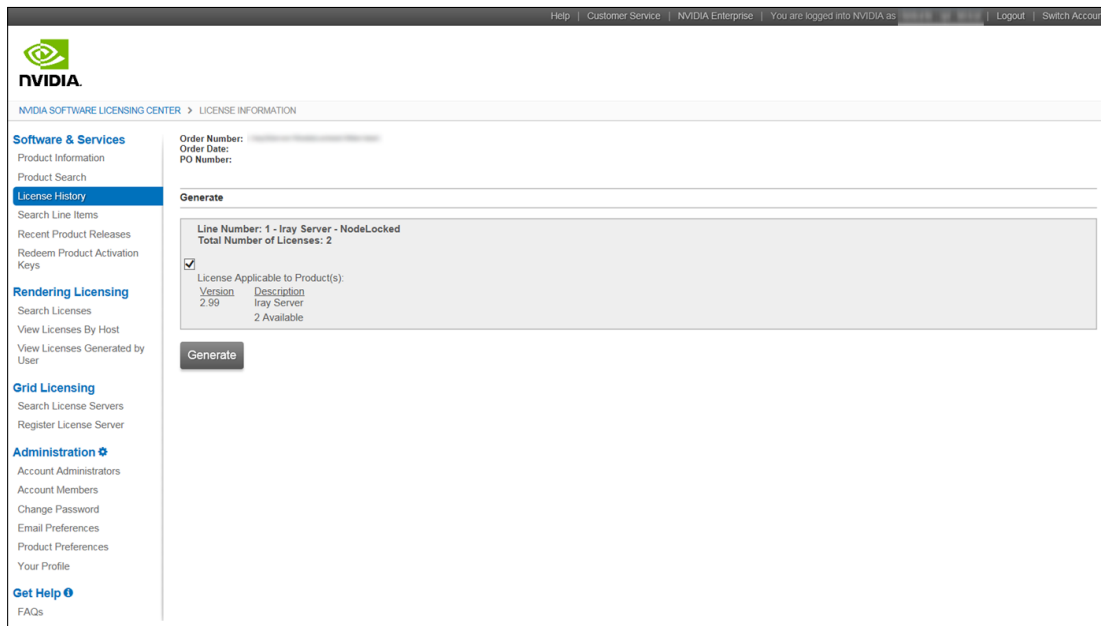 Help | Customer Service | NVIDIA Enterprise | You are logged into NVIDIA as | Logout | Switch Accour
NVIDIA.
NVIDIA SOFTWARE LICENSING CENTER > LICENSE INFORMATION
Software & Services
Product Information
Product Search
License History
Search Line Items
Recent Product Releases
Redeem Product Activation
Keys
Rendering Licensing
Search Licenses
View Licenses By Host
View Licenses Generated by
User
Grid Licensing
Search License Servers
Register License Server
Administration
Account Administrators
Account Members
Change Password
Email Preferences
Product Preferences
Your Profile
Get Help
FAQs
Order Number:
Order Date:
PO Number:
Generate
Line Number: 1 - Iray Server - NodeLocked
Total Number of Licenses: 2
License Applicable to Product(s):
Version Description
2.99 Iray Server
2 Available
Generate